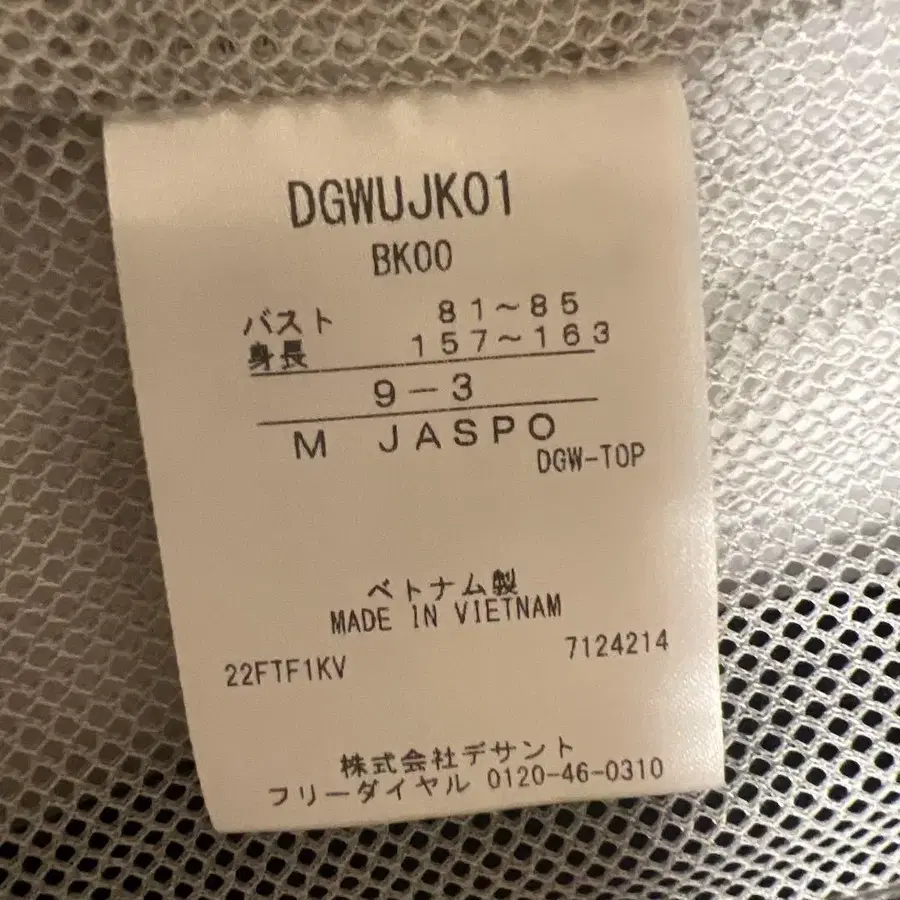 DGWUJK01
BK00
バスト 81～85
身長 157～163
9－3
M JASPO
DGW-TOP
ベトナム製
MADE IN VIETNAM
22FTF1KV 7124214
株式会社デサント
フリーダイヤル 0120-46-0310